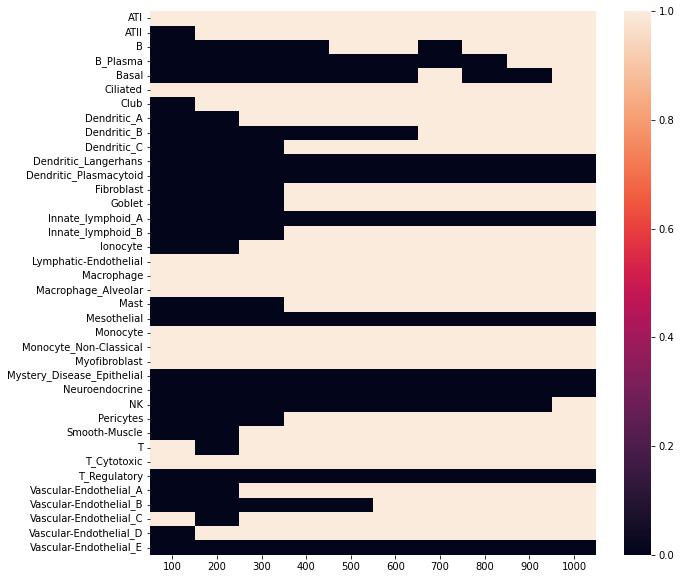 ATI
ATII
B
B_Plasma
Basal
Ciliated
Club
Dendritic_A
Dendritic_B
Dendritic_C
Dendritic_Langerhans
Dendritic_Plasmacytoid
Fibroblast
Goblet
Innate_lymphoid_A
Innate_lymphoid_B
Ionocyte
Lymphatic-Endothelial
Macrophage
Macrophage_Alveolar
Mast
Mesothelial
Monocyte
Monocyte_Non-Classical
Myofibroblast
Mystery_Disease_Epithelial
Neuroendocrine
NK
Pericytes
Smooth-Muscle
T
T_Cytotoxic
T_Regulatory
Vascular-Endothelial_A
Vascular-Endothelial_B
Vascular-Endothelial_C
Vascular-Endothelial_D
Vascular-Endothelial_E
100 200 300 400 500 600 700 800 900 1000
1.0
0.8
0.6
0.4
0.2
0.0